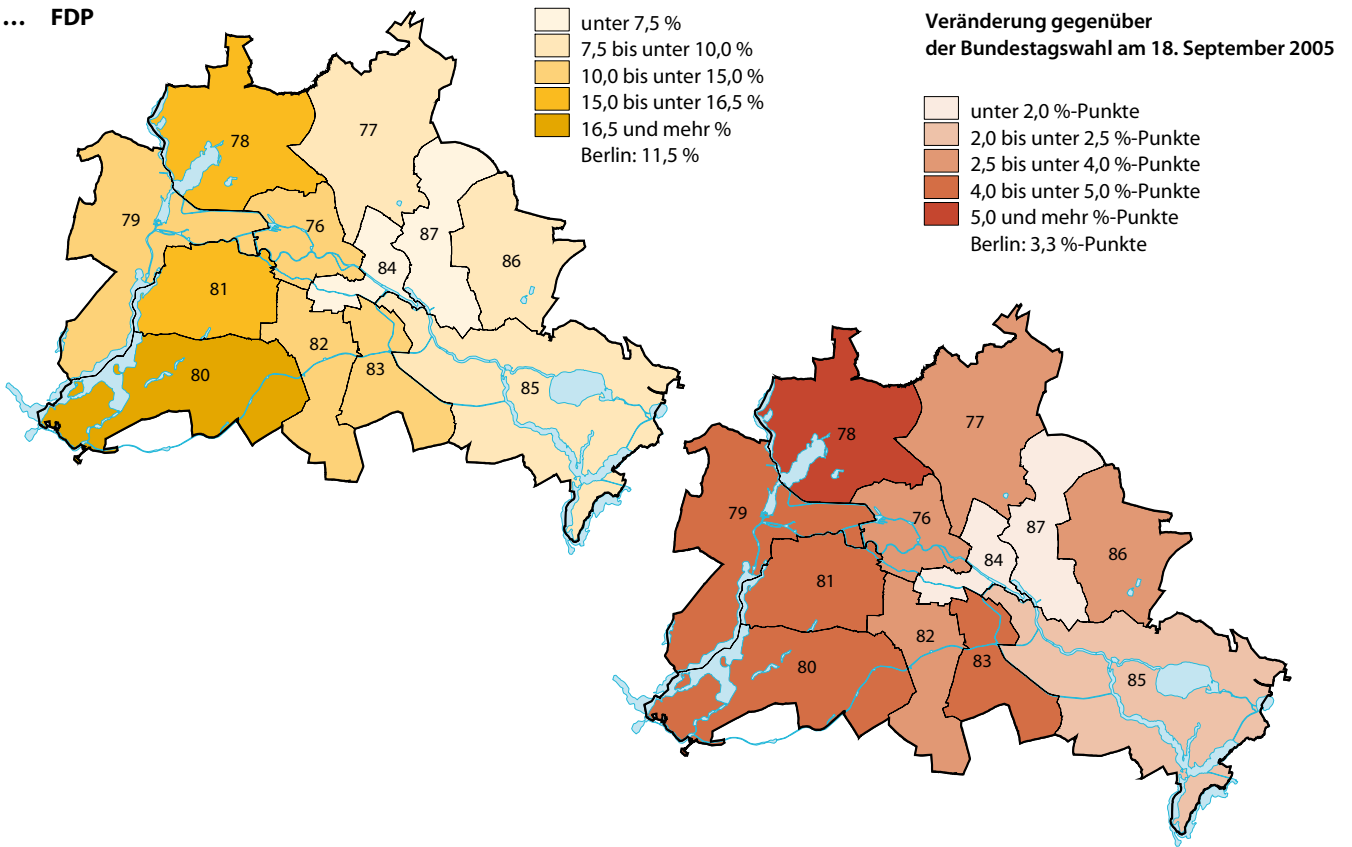 ... FDP
unter 7,5 %
7,5 bis unter 10,0 %
10,0 bis unter 15,0 %
15,0 bis unter 16,5 %
16,5 und mehr %
Berlin: 11,5 %
Veränderung gegenüber
der Bundestagswahl am 18. September 2005
unter 2,0 %-Punkte
2,0 bis unter 2,5 %-Punkte
2,5 bis unter 4,0 %-Punkte
4,0 bis unter 5,0 %-Punkte
5,0 und mehr %-Punkte
Berlin: 3,3 %-Punkte
77
78
79
76
87
86
84
81
82
83
80
85
77
78
79
76
87
86
84
81
82
83
80
85